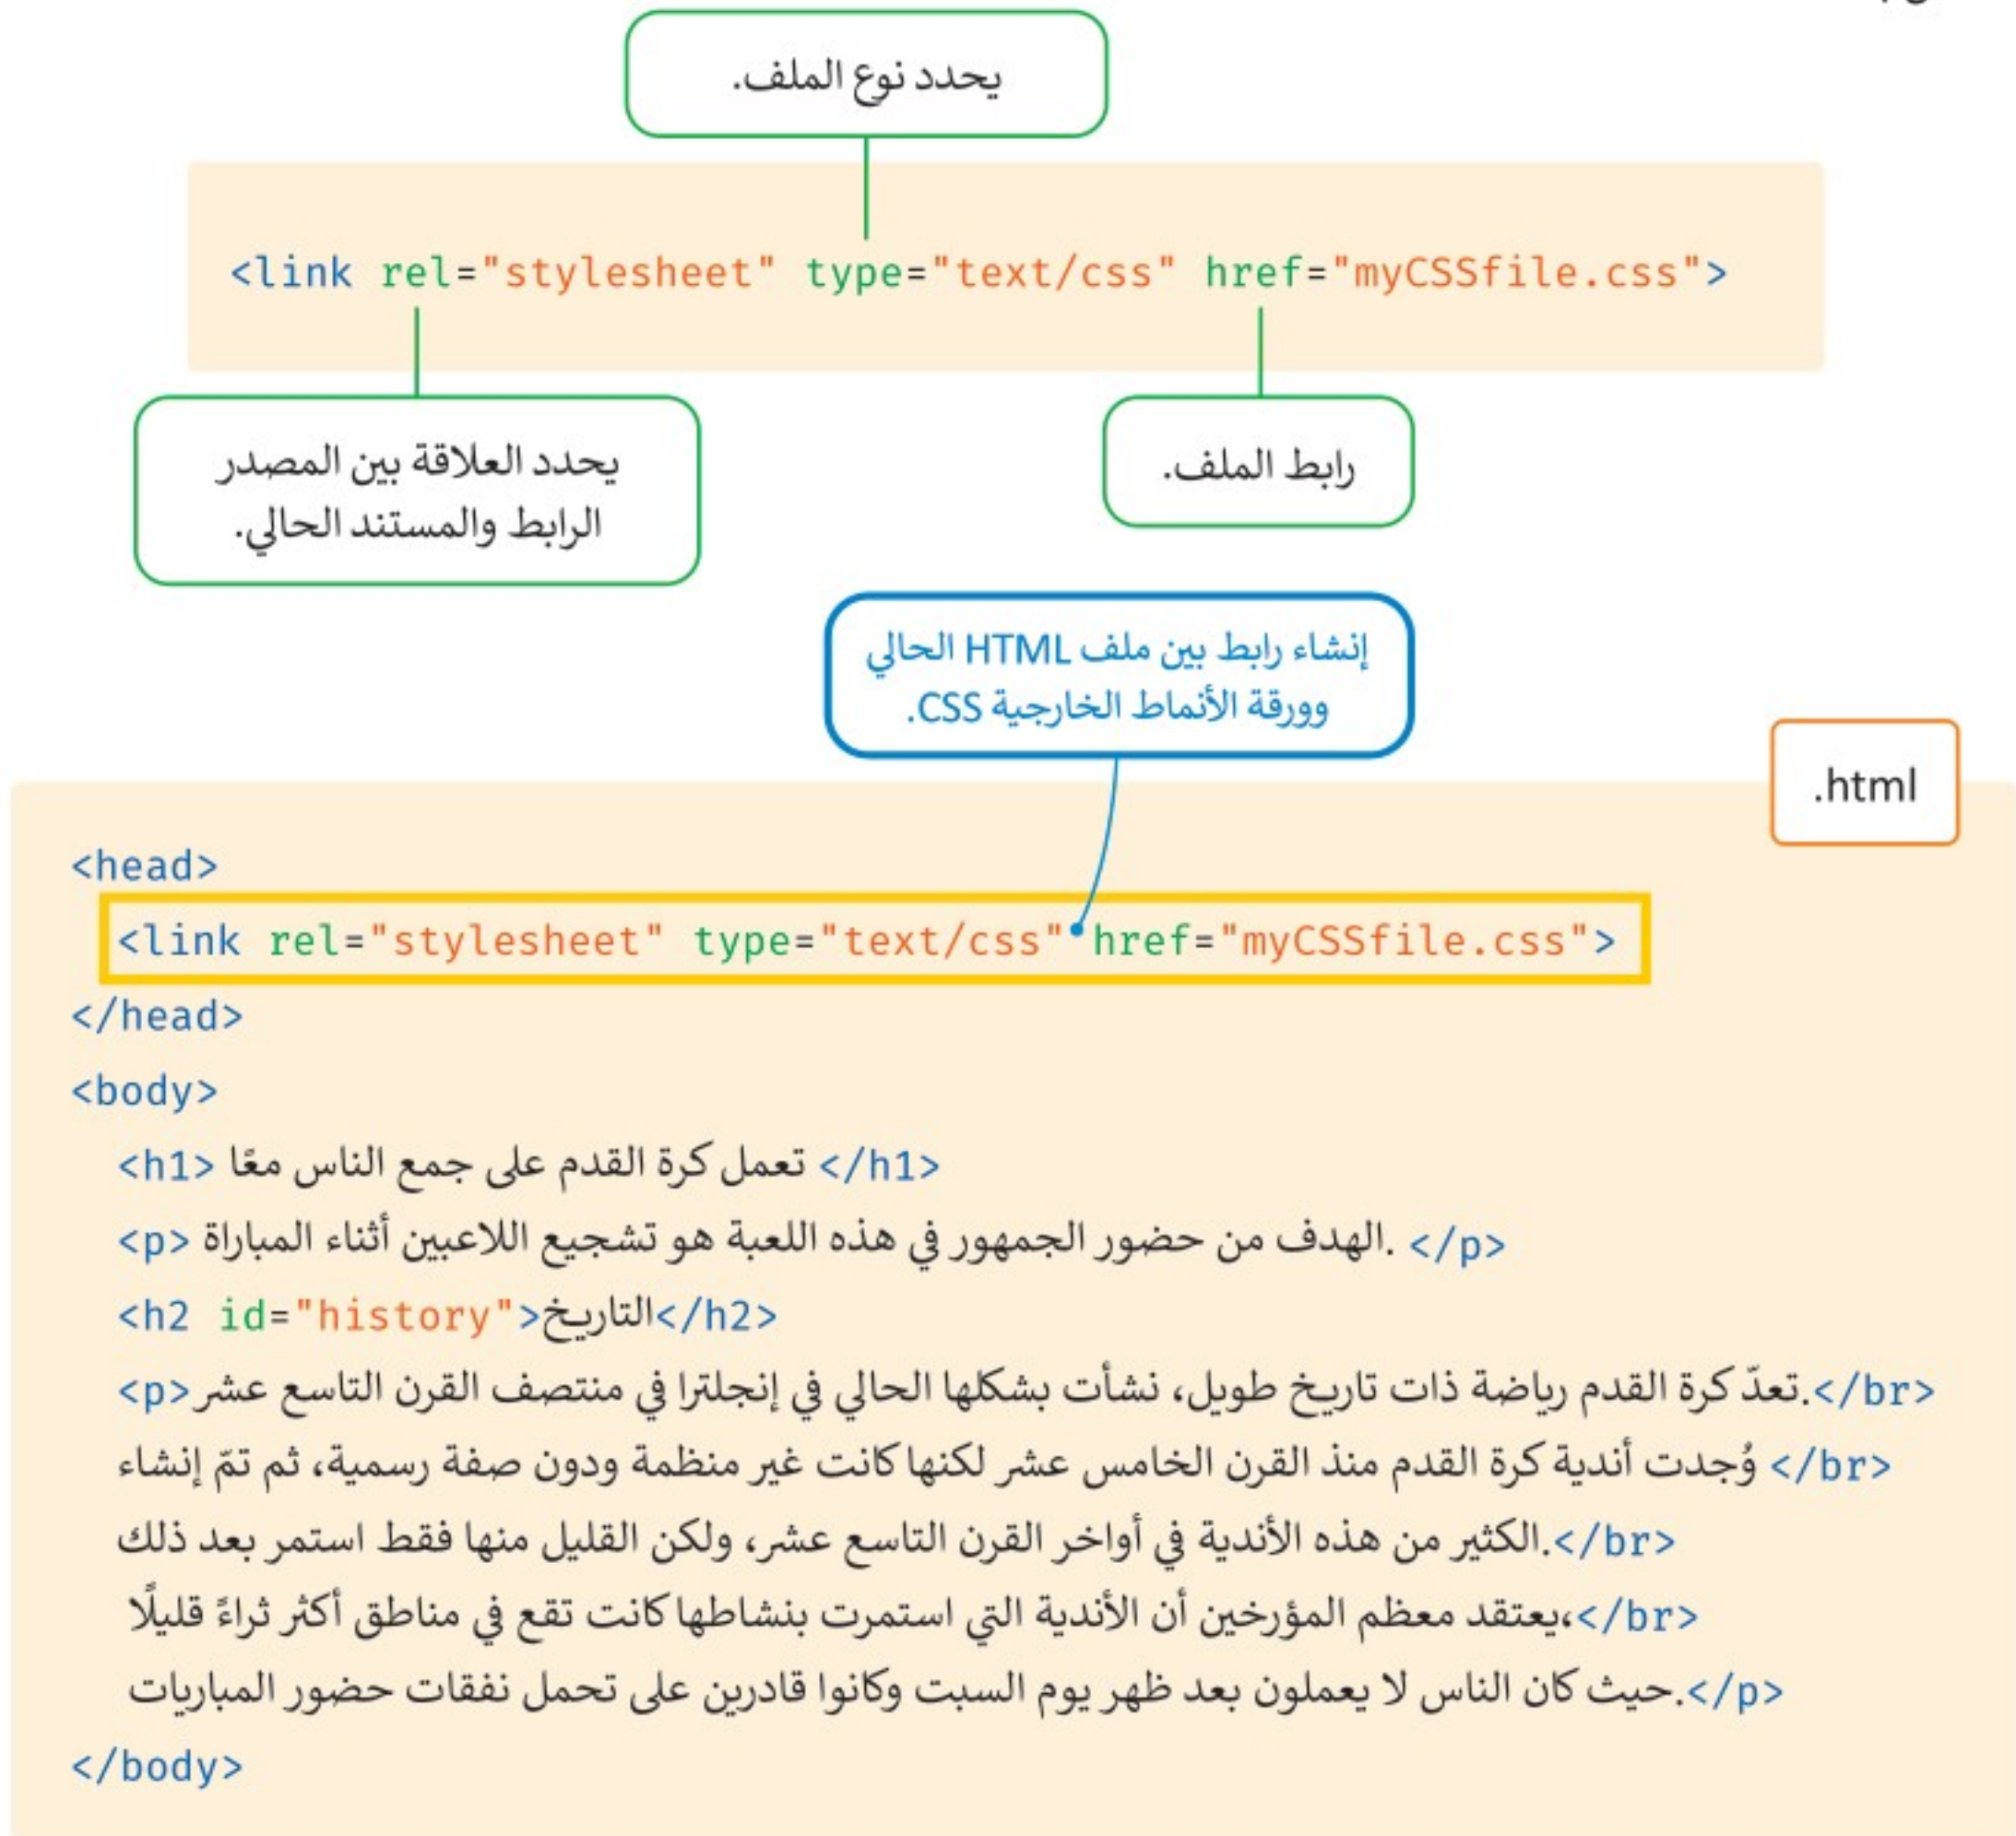 يحدد نوع الملف.
<link rel="stylesheet" type="text/css" href="myCSSfile.css">
يحدد العلاقة بين المصدر
الرابط والمستند الحالي.
رابط الملف.
إنشاء رابط بين ملف HTML الحالي
وورقة الأنماط الخارجية CSS.
.html
<head>
<link rel="stylesheet" type="text/css" href="myCSSfile.css">
</head>
<body>
<h1> تعمل كرة القدم على جمع الناس معًا </h1>
<p> الهدف من حضور الجمهور في هذه اللعبة هو تشجيع اللاعبين أثناء المباراة. </p>
<h2 id="history">التاريخ</h2>
<p>تعدّ كرة القدم رياضة ذات تاريخ طويل، نشأت بشكلها الحالي في إنجلترا في منتصف القرن التاسع عشر.</br>
وُجدت أندية كرة القدم منذ القرن الخامس عشر لكنها كانت غير منظمة ودون صفة رسمية، ثم تمّ إنشاء </br>
الكثير من هذه الأندية في أواخر القرن التاسع عشر، ولكن القليل منها فقط استمر بعد ذلك.</br>
يعتقد معظم المؤرخين أن الأندية التي استمرت بنشاطها كانت تقع في مناطق أكثر ثراءً قليلًا،</br>
حيث كان الناس لا يعملون بعد ظهر يوم السبت وكانوا قادرين على تحمل نفقات حضور المباريات.</p>
</body>